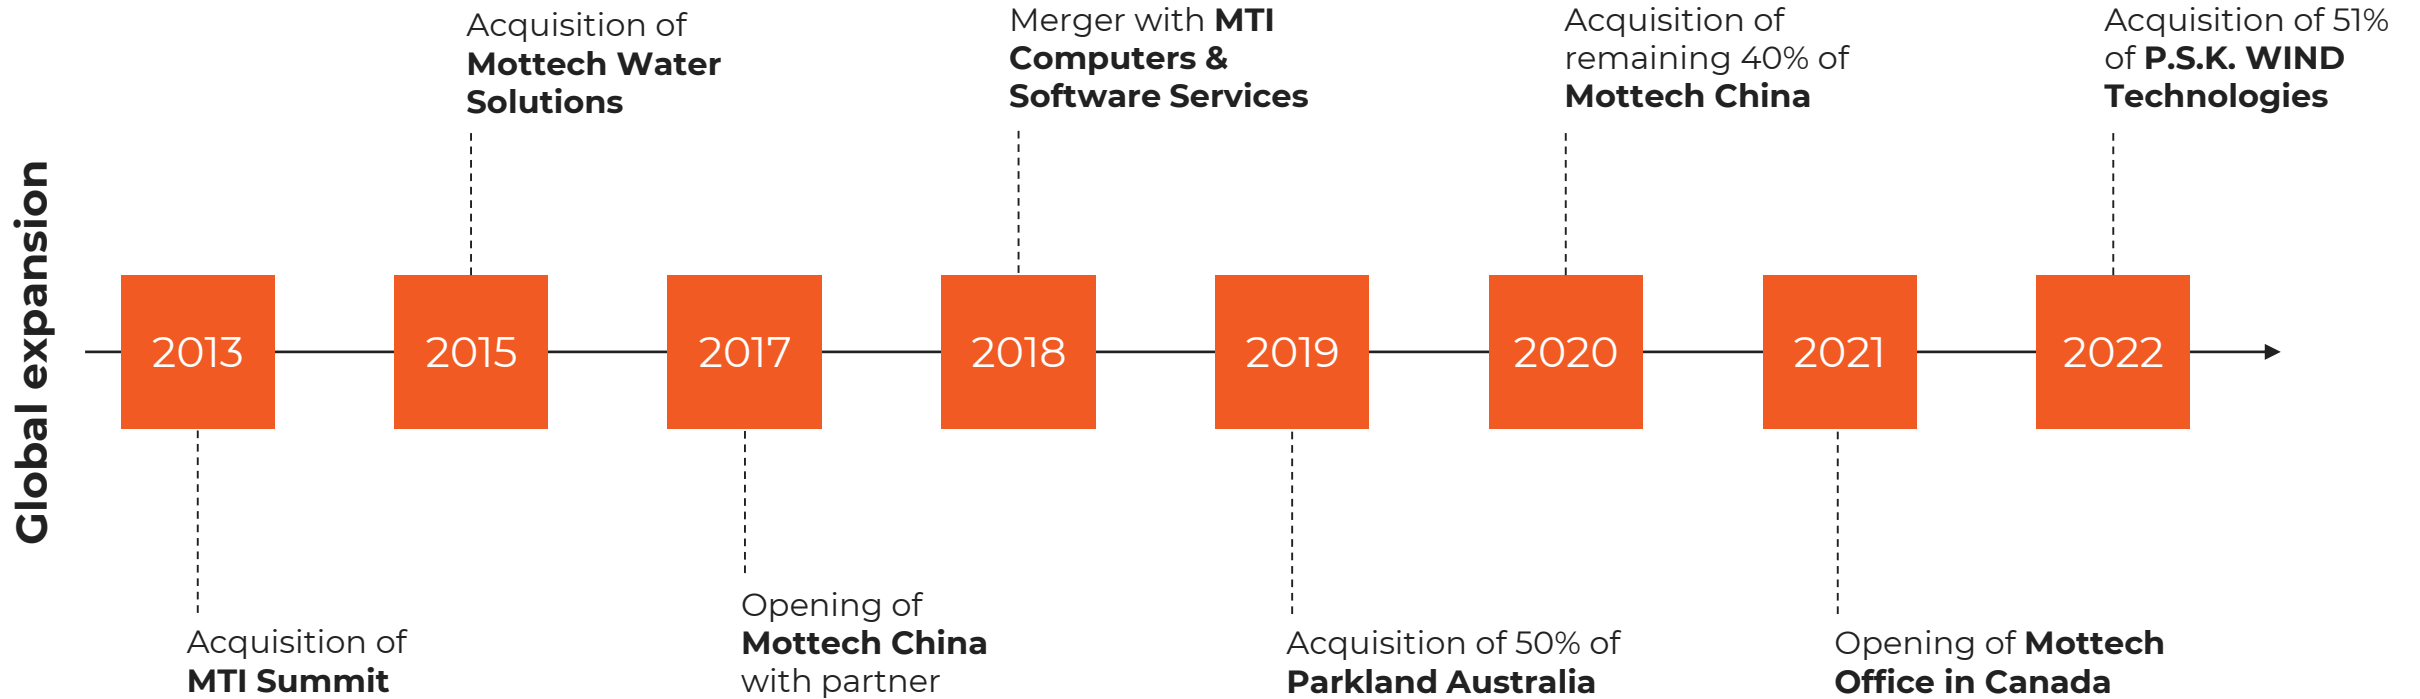 Global expansion
Acquisition of
Mottech Water
Solutions
Merger with MTI
Computers &
Software Services
Acquisition of
remaining 40% of
Mottech China
Acquisition of 51%
of P.S.K. WIND
Technologies
2013
2015
2017
2018
2019
2020
2021
2022
Acquisition of
MTI Summit
Opening of
Mottech China
with partner
Acquisition of 50% of
Parkland Australia
Opening of Mottech
Office in Canada